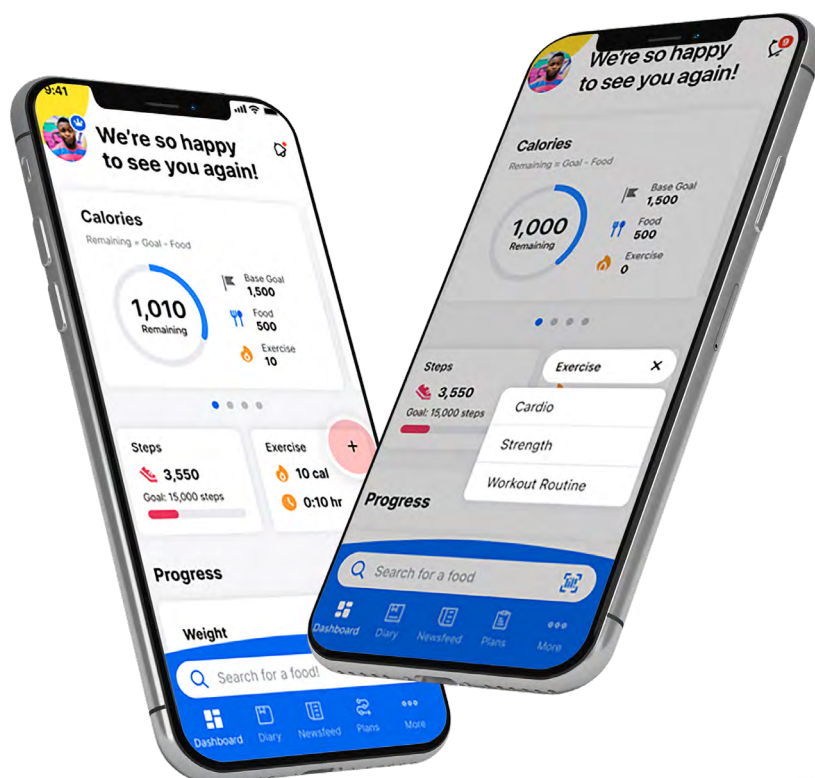 9:41
We're so happy
to see you again!
Calories
Remaining = Goal - Food
1,010
Remaining
Base Goal
1,500
Food
500
Exercise
10
Steps
3,550
Goal: 15,000 steps
Exercise
+
10 cal
0:10 hr
Progress
Weight
Search for a food!
Dashboard
Diary
Newsfeed
Plans
More
We're so happy
to see you again!
9
Calories
Remaining = Goal - Food
1,000
Remaining
Base Goal
1,500
Food
500
Exercise
0
Steps
3,550
Goal: 15,000 steps
Exercise X
Cardio
Strength
Workout Routine
Progress
Search for a food
Dashboard
Diary
Newsfeed
Plans
More